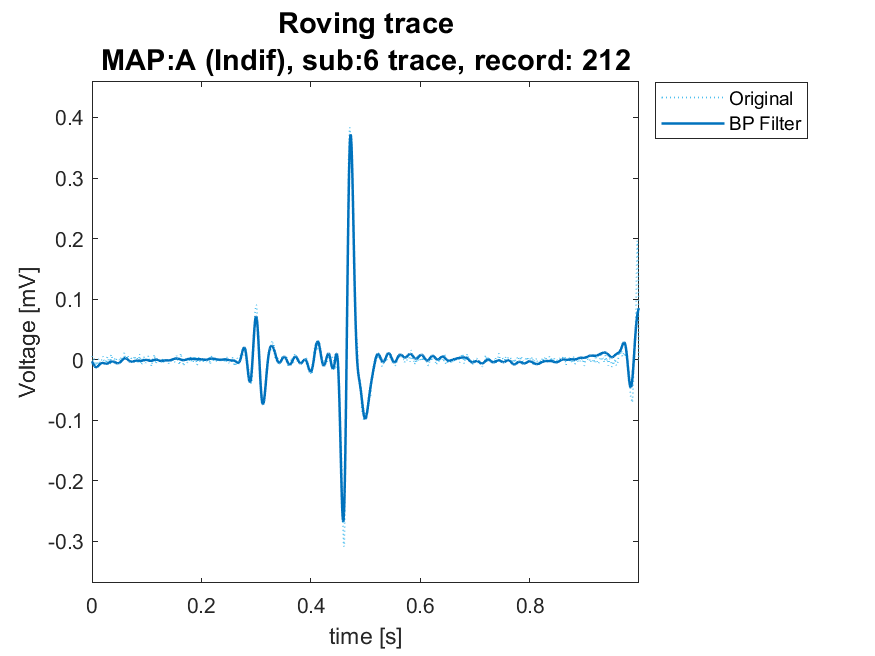 Roving trace
MAP:A (Indif), sub:6 trace, record: 212
Original
BP Filter
0.4
0.3
0.2
0.1
0
-0.1
-0.2
-0.3
Voltage [mV]
0
0.2
0.4
0.6
0.8
time [s]